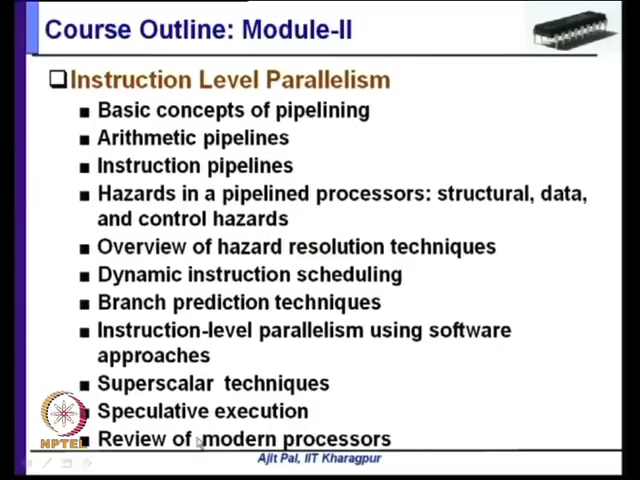 Course Outline: Module-II
Instruction Level Parallelism
Basic concepts of pipelining
Arithmetic pipelines
Instruction pipelines
Hazards in a pipelined processors: structural, data,
and control hazards
Overview of hazard resolution techniques
Dynamic instruction scheduling
Branch prediction techniques
Instruction-level parallelism using software
approaches
Superscalar techniques
Speculative execution
Review of modern processors
NPTEL
Ajit Pal, IIT Kharagpur